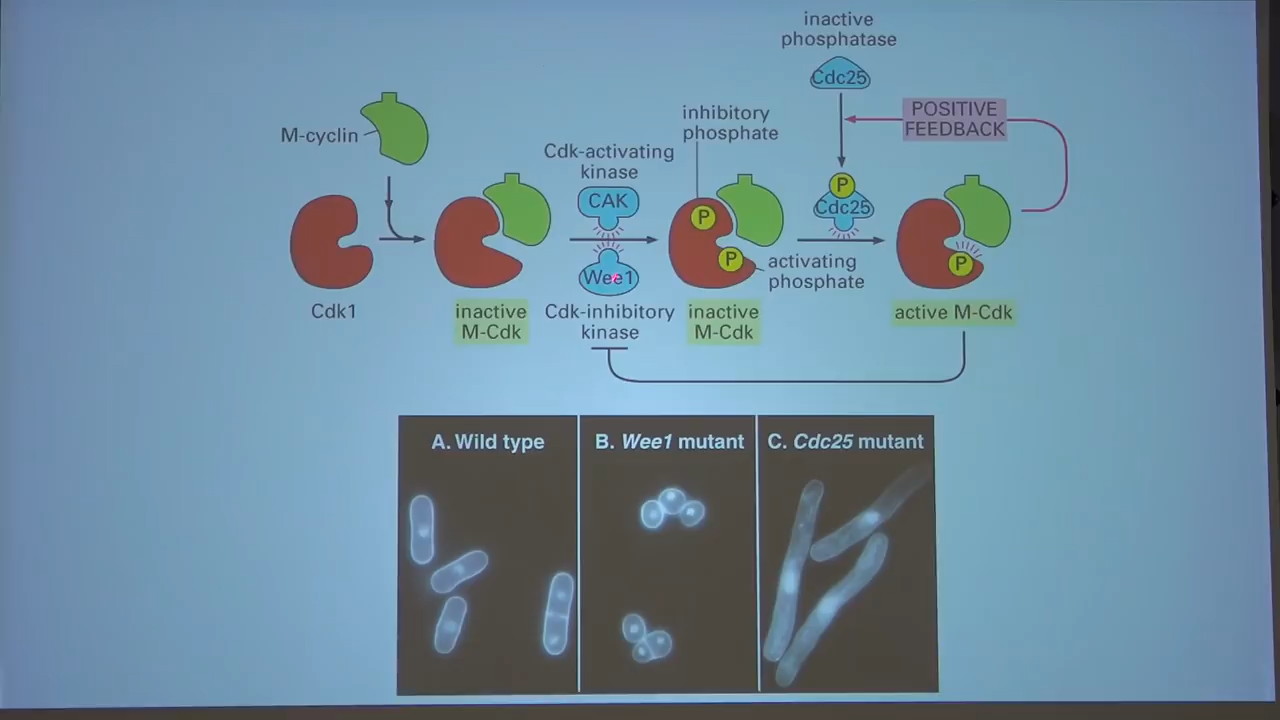 inactive
phosphatase
Cdc25
POSITIVE
FEEDBACK
M-cyclin
inhibitory
phosphate
Cdk-activating
kinase
CAK
P
Cdc25
P
P
P
Wee1
activating
phosphate
Cdk1
inactive
M-Cdk
Cdk-inhibitory
kinase
inactive
M-Cdk
active M-Cdk
A. Wild type
B. Wee1 mutant
C. Cdc25 mutant